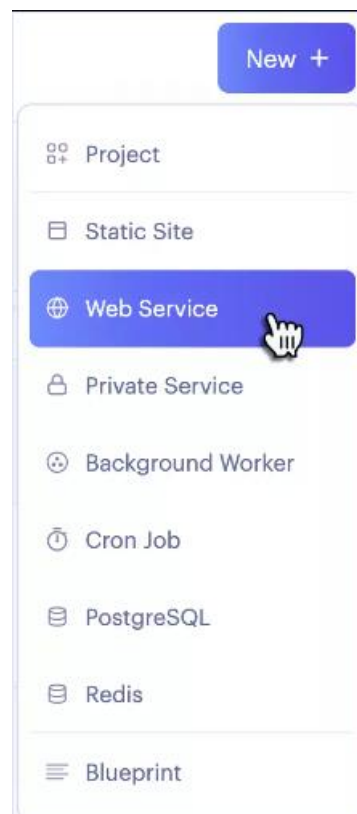 New +
Project
Static Site
Web Service
Private Service
Background Worker
Cron Job
PostgreSQL
Redis
Blueprint